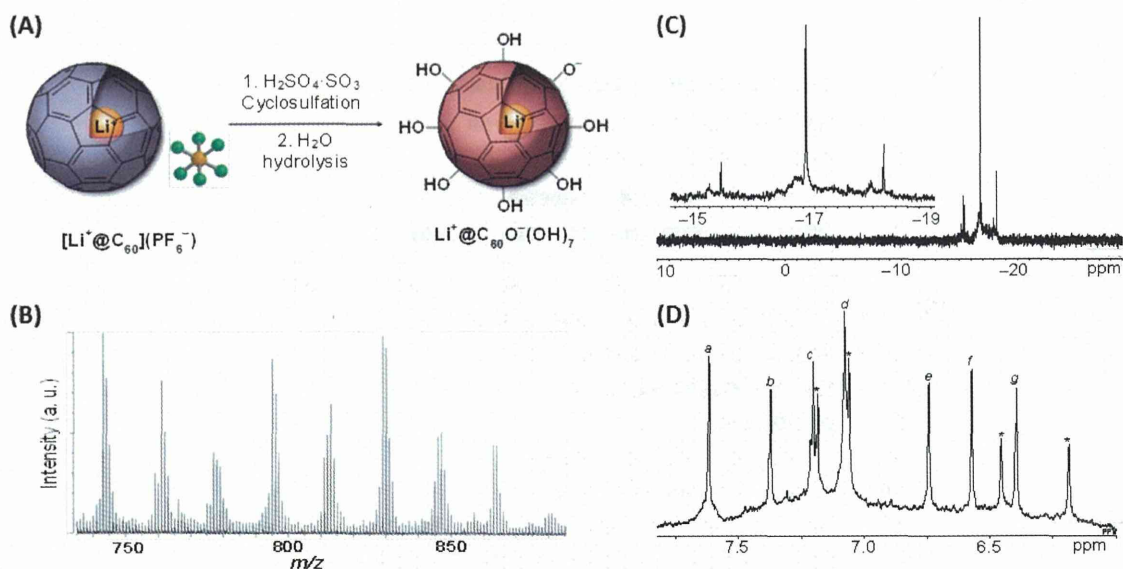 (A)
OH
HO
O⁻
Li⁺
1. H₂SO₄·SO₃
Cyclosulfation
2. H₂O
hydrolysis
HO
Li⁺
OH
HO
OH
OH
[Li⁺@C₆₀](PF₆⁻)
Li⁺@C₆₀O⁻(OH)₇
(B)
Intensity (a. u.)
750 800 850
m/z
(C)
−15 −17 −19
10 0 −10 −20 ppm
(D)
a b c * d * e f * g *
7.5 7.0 6.5 ppm